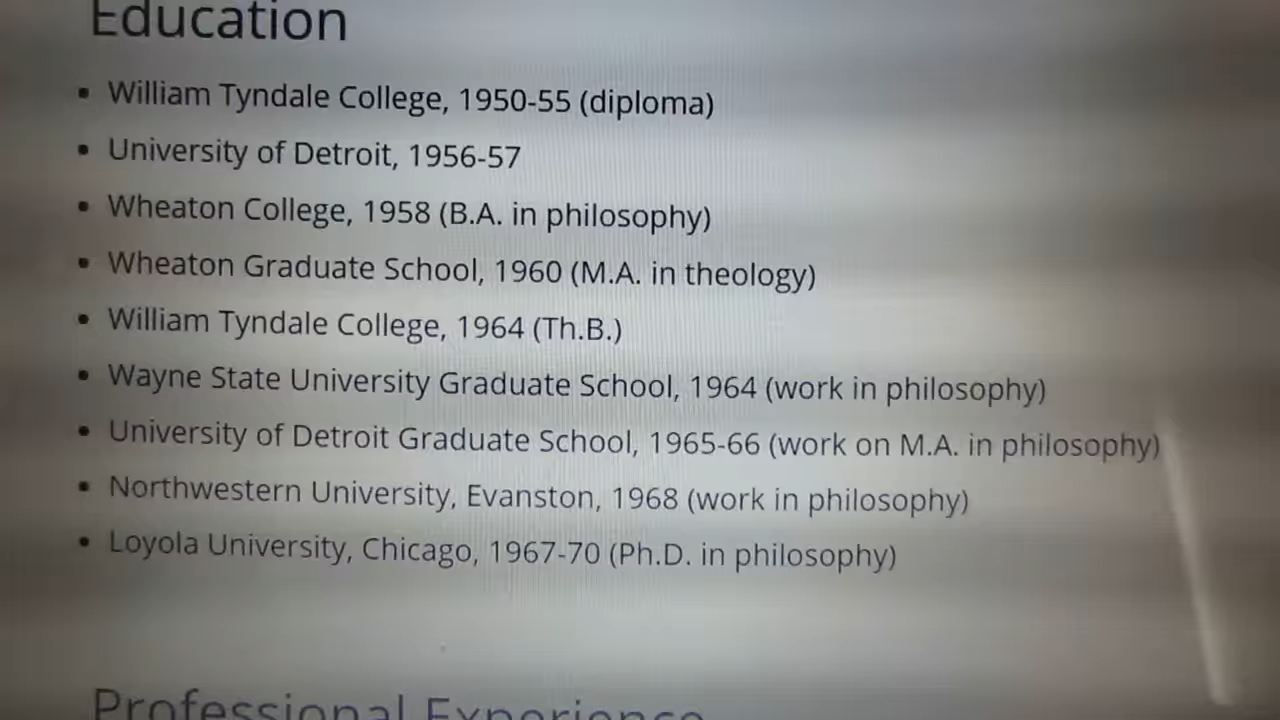 Education
• William Tyndale College, 1950-55 (diploma)
• University of Detroit, 1956-57
• Wheaton College, 1958 (B.A. in philosophy)
• Wheaton Graduate School, 1960 (M.A. in theology)
• William Tyndale College, 1964 (Th.B.)
• Wayne State University Graduate School, 1964 (work in philosophy)
• University of Detroit Graduate School, 1965-66 (work on M.A. in philosophy)
• Northwestern University, Evanston, 1968 (work in philosophy)
• Loyola University, Chicago, 1967-70 (Ph.D. in philosophy)
Professional Experience